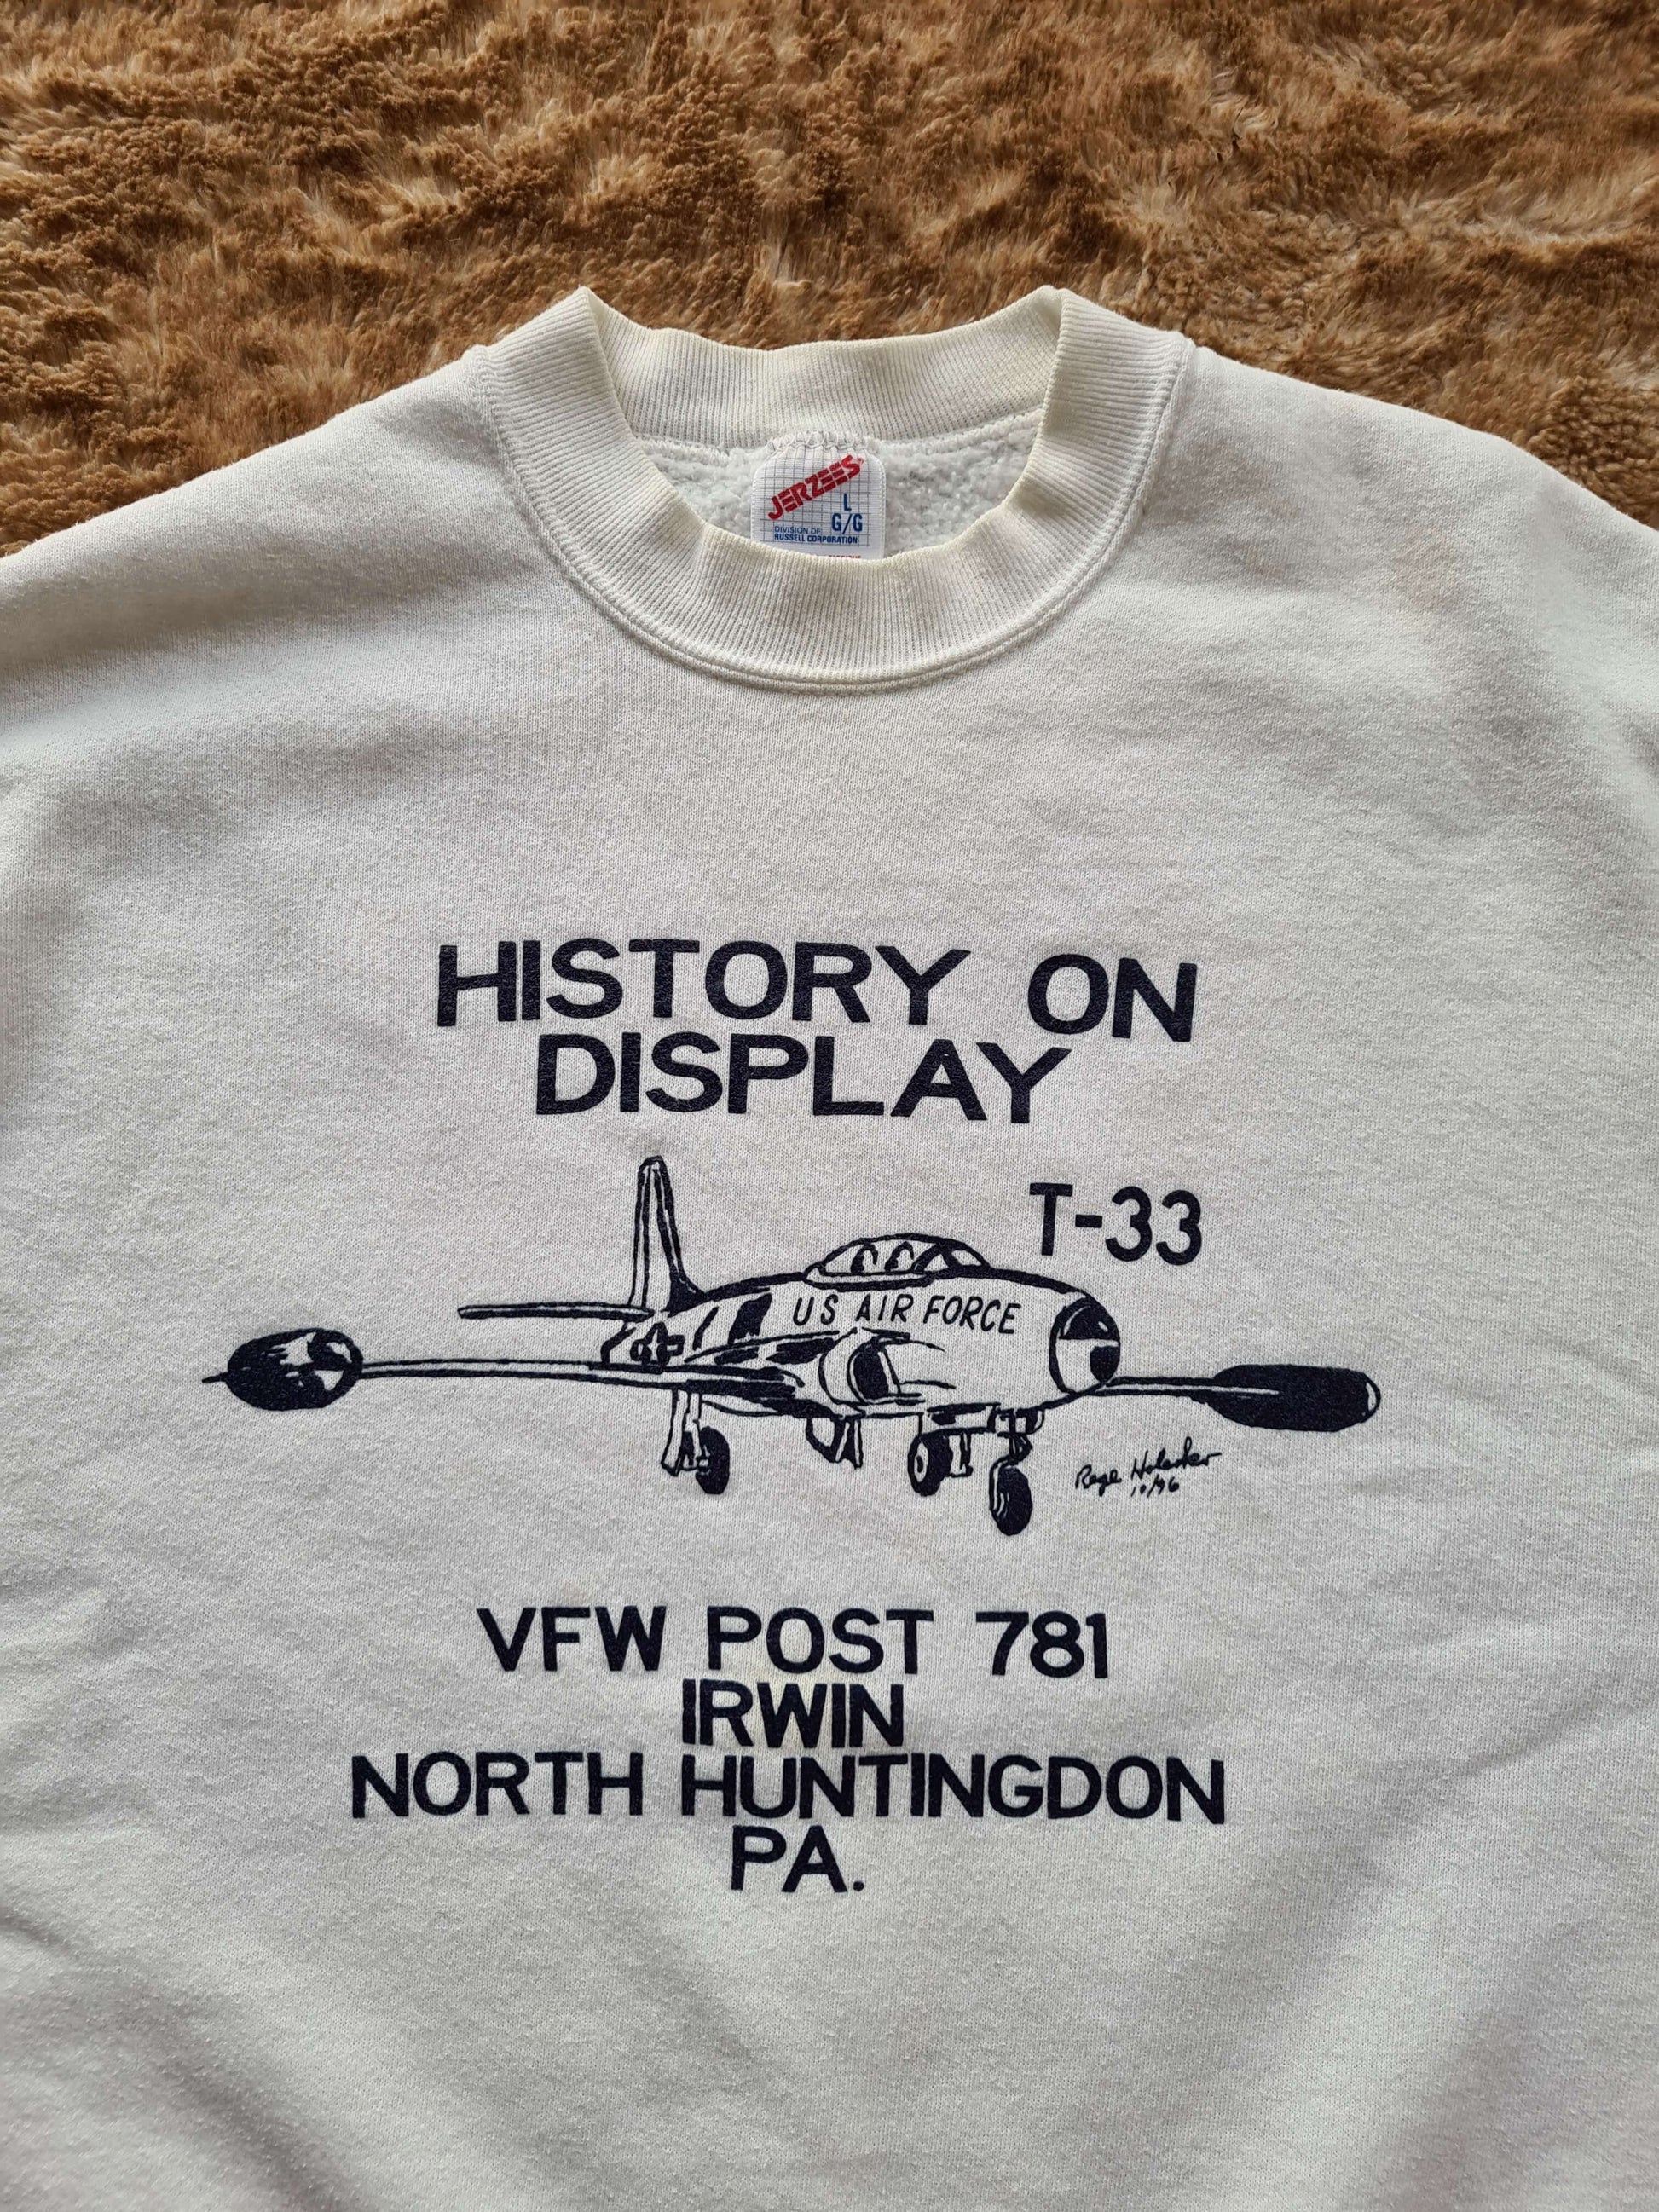 JERZEES
L
G/G
DIVISION OF
RUSSELL CORPORATION
HISTORY ON
DISPLAY
T-33
US AIR FORCE
10/96
VFW POST 781
IRWIN
NORTH HUNTINGDON
PA.